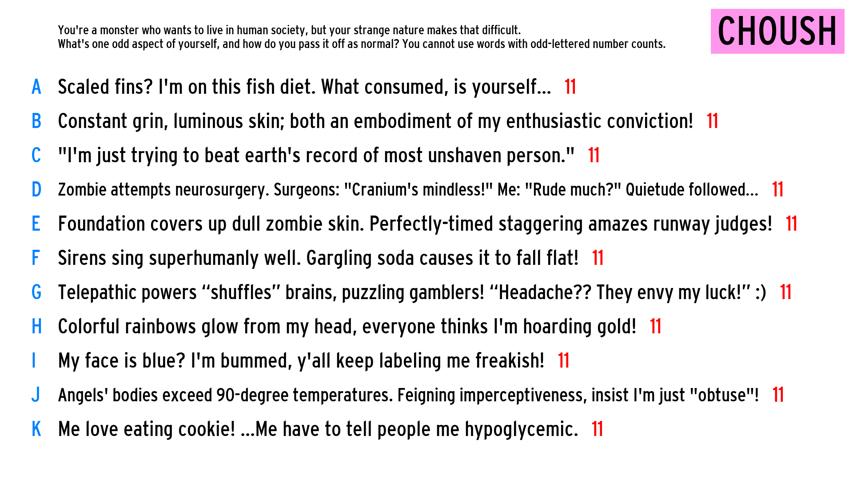 You're a monster who wants to live in human society, but your strange nature makes that difficult.
What's one odd aspect of yourself, and how do you pass it off as normal? You cannot use words with odd-lettered number counts.
CHOUSH
A Scaled fins? I'm on this fish diet. What consumed, is yourself... 11
B Constant grin, luminous skin; both an embodiment of my enthusiastic conviction! 11
C "I'm just trying to beat earth's record of most unshaven person." 11
D Zombie attempts neurosurgery. Surgeons: "Cranium's mindless!" Me: "Rude much?" Quietude followed... 11
E Foundation covers up dull zombie skin. Perfectly-timed staggering amazes runway judges! 11
F Sirens sing superhumanly well. Gargling soda causes it to fall flat! 11
G Telepathic powers “shuffles” brains, puzzling gamblers! “Headache?? They envy my luck!” :) 11
H Colorful rainbows glow from my head, everyone thinks I'm hoarding gold! 11
I My face is blue? I'm bummed, y'all keep labeling me freakish! 11
J Angels' bodies exceed 90-degree temperatures. Feigning imperceptiveness, insist I'm just "obtuse"! 11
K Me love eating cookie! ...Me have to tell people me hypoglycemic. 11